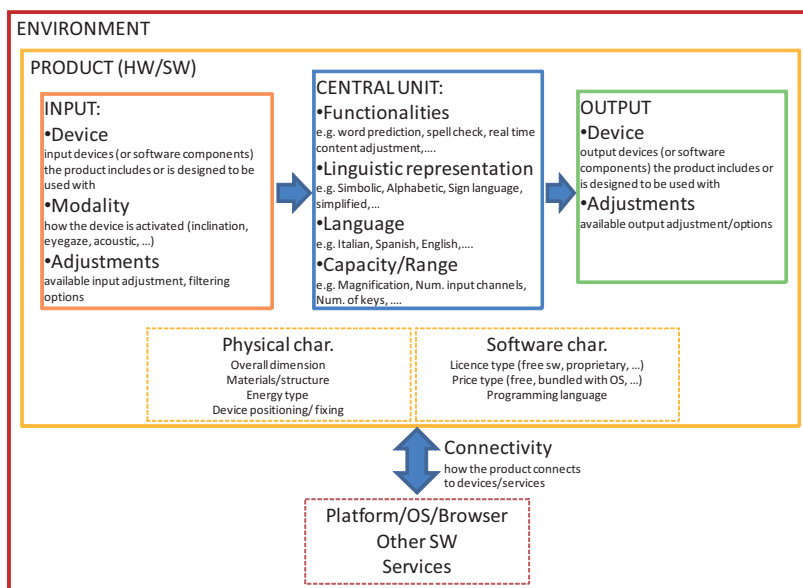 ENVIRONMENT
PRODUCT (HW/SW)
INPUT:
•Device
input devices (or software components)
the product includes or is designed to be
used with
•Modality
how the device is activated (inclination,
eyegaze, acoustic, ...)
•Adjustments
available input adjustment, filtering
options
CENTRAL UNIT:
•Functionalities
e.g. word prediction, spell check, real time
content adjustment,....
•Linguistic representation
e.g. Simbolic, Alphabetic, Sign language,
simplified,...
•Language
e.g. Italian, Spanish, English,....
•Capacity/Range
e.g. Magnification, Num. input channels,
Num. of keys, ....
OUTPUT
•Device
output devices (or software
components) the product includes or
is designed to be used with
•Adjustments
available output adjustment/options
Physical char.
Overall dimension
Materials/structure
Energy type
Device positioning/ fixing
Software char.
Licence type (free sw, proprietary, ...)
Price type (free, bundled with OS, ...)
Programming language
Connectivity
how the product connects
to devices/services
Platform/OS/Browser
Other SW
Services